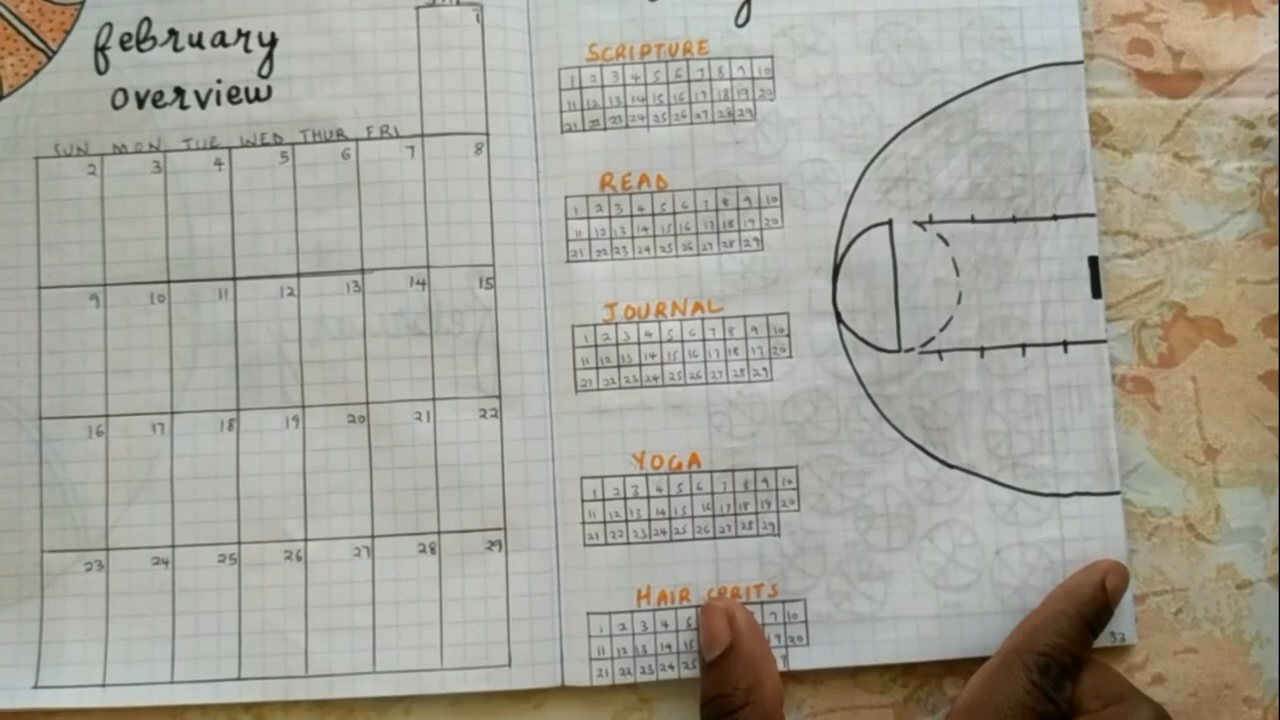 february
overview
1
SUN MON TUE WED THUR FRI
2 3 4 5 6 7 8
9 10 11 12 13 14 15
16 17 18 19 20 21 22
23 24 25 26 27 28 29
SCRIPTURE
1 2 3 4 5 6 7 8 9 10
11 12 13 14 15 16 17 18 19 20
21 22 23 24 25 26 27 28 29
READ
1 2 3 4 5 6 7 8 9 10
11 12 13 14 15 16 17 18 19 20
21 22 23 24 25 26 27 28 29
JOURNAL
1 2 3 4 5 6 7 8 9 10
11 12 13 14 15 16 17 18 17 20
21 22 23 24 25 26 27 28 29
YOGA
1 2 3 4 5 6 7 8 9 10
11 12 13 14 15 16 17 18 19 20
21 22 23 24 25 26 27 28 29
HAIR SPRITS
1 2 3 4 5 9 10
11 12 13 14 15 19 20
21 22 23 24 25
33